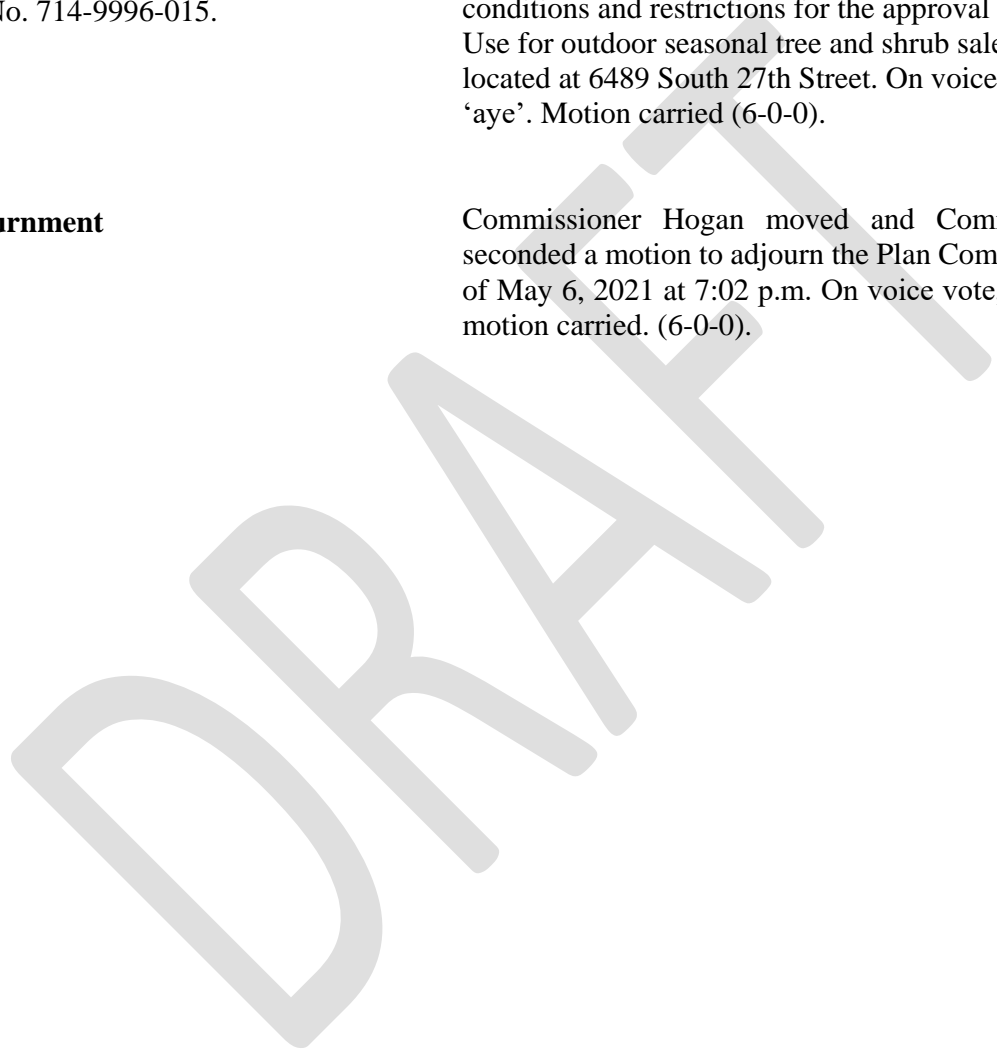 No. 714-9996-015.
conditions and restrictions for the approval
Use for outdoor seasonal tree and shrub sale
located at 6489 South 27th Street. On voice
‘aye’. Motion carried (6-0-0).
urnment
Commissioner Hogan moved and Com
seconded a motion to adjourn the Plan Com
of May 6, 2021 at 7:02 p.m. On voice vote
motion carried. (6-0-0).
DRAFT